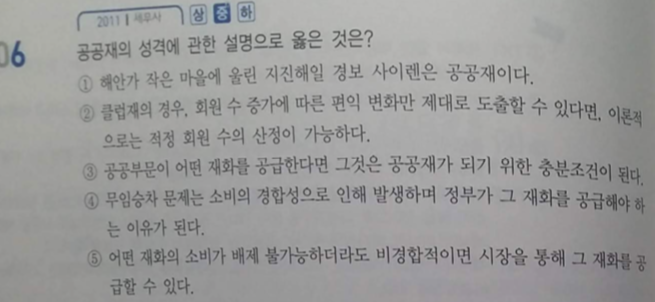 2011 | 세무사 상 중 하
06 공공재의 성격에 관한 설명으로 옳은 것은?
① 해안가 작은 마을에 울린 지진해일 경보 사이렌은 공공재이다.
② 클럽재의 경우, 회원 수 증가에 따른 편익 변화만 제대로 도출할 수 있다면, 이론적
으로는 적정 회원 수의 산정이 가능하다.
③ 공공부문이 어떤 재화를 공급한다면 그것은 공공재가 되기 위한 충분조건이 된다.
④ 무임승차 문제는 소비의 경합성으로 인해 발생하며 정부가 그 재화를 공급해야 하
는 이유가 된다.
⑤ 어떤 재화의 소비가 배제 불가능하더라도 비경합적이면 시장을 통해 그 재화를 공
급할 수 있다.